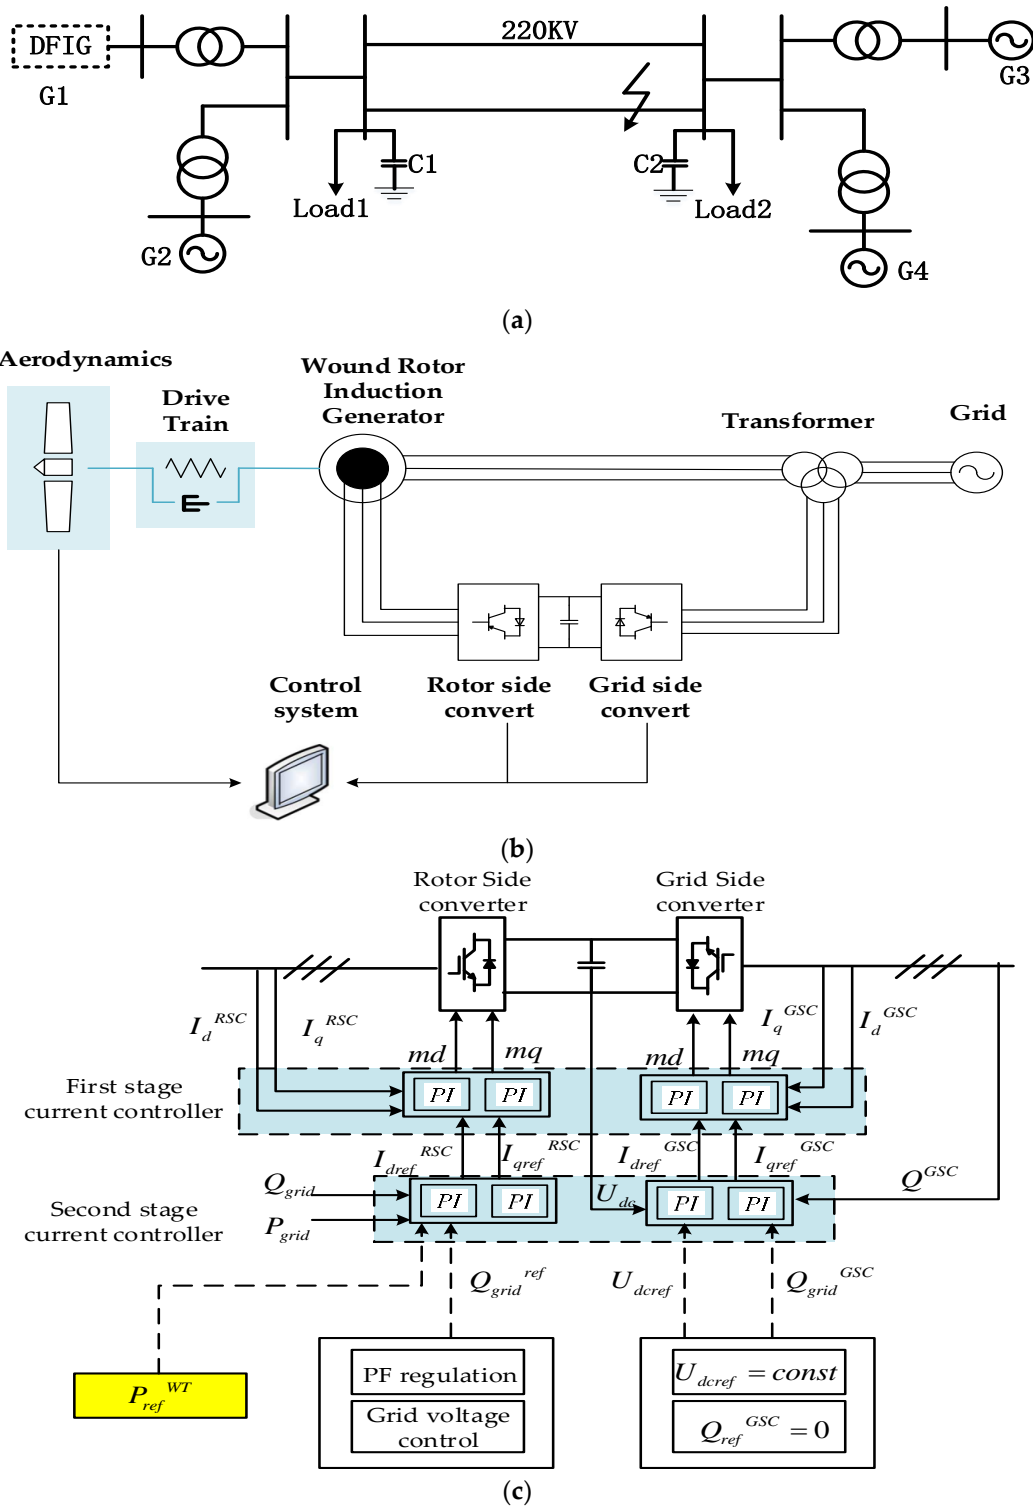 DFIG
220KV
G1
G3
C1
C2
Load1
Load2
G2
G4
(a)
Aerodynamics
Drive
Train
Wound Rotor
Induction
Generator
Transformer
Grid
Control
system
Rotor side
convert
Grid side
convert
(b)
Rotor Side
converter
Grid Side
converter
I_d^RSC
I_q^RSC
I_q^GSC
I_d^GSC
md
mq
md
mq
First stage
current controller
PI
PI
PI
PI
I_dref^RSC
I_qref^RSC
I_dref^GSC
I_qref^GSC
Q_grid
P_grid
U_dc
Q^GSC
Second stage
current controller
PI
PI
PI
PI
Q_grid^ref
U_dcref
Q_grid^GSC
P_ref^WT
PF regulation
Grid voltage
control
U_dcref = const
Q_ref^GSC = 0
(c)